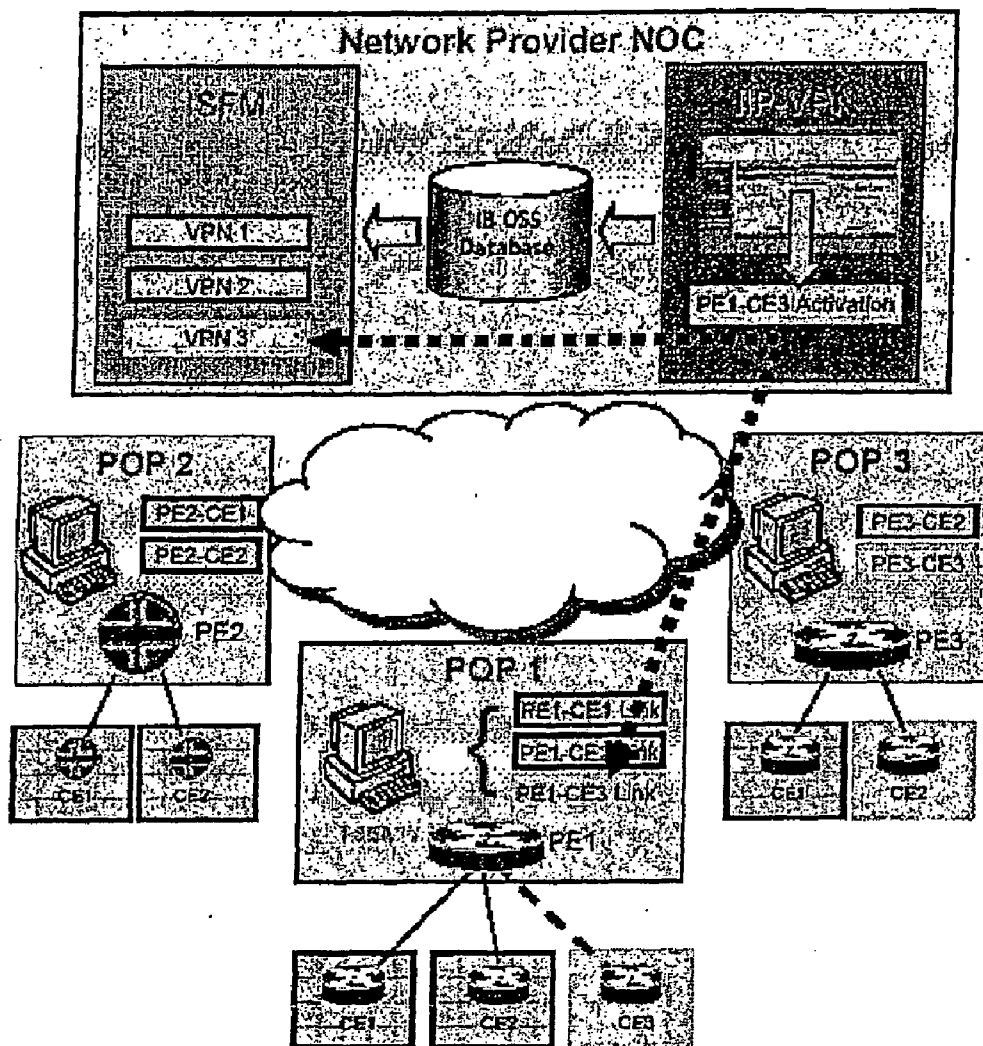 Network Provider NOC
SFM
IP-VPN
VPN 1
VPN 2
VPN 3
IB OSS
Database
PE1-CE3 Activation
POP 2
PE2-CE1
PE2-CE2
PE2
CE1
CE2
POP 3
PE3-CE2
PE3-CE3
PE3
CE1
CE2
POP 1
PE1-CE1 Link
PE1-CE3 Link
PE1
CE1
CE2
CE3